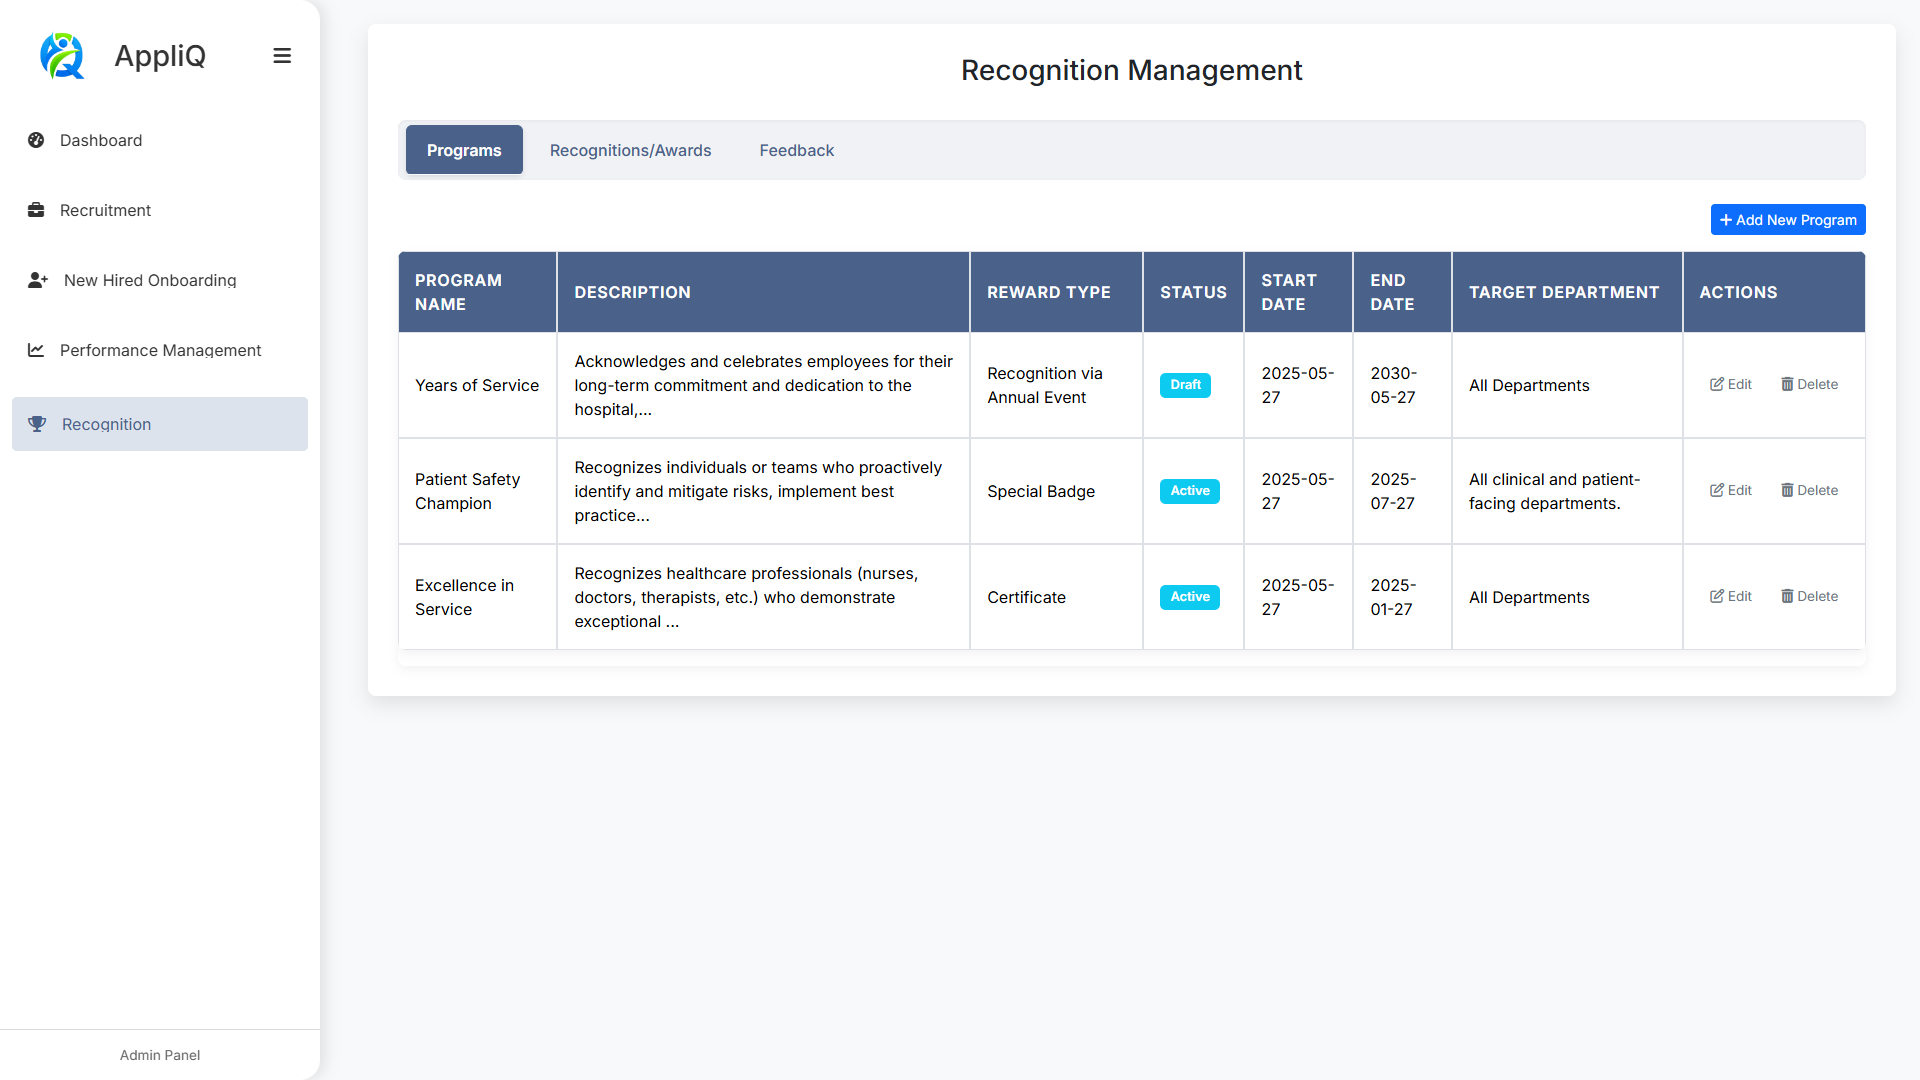 AppliQ
Dashboard
Recruitment
New Hired Onboarding
Performance Management
Recognition
Admin Panel
Recognition Management
Programs
Recognitions/Awards
Feedback
+ Add New Program
PROGRAM
NAME
DESCRIPTION
REWARD TYPE
STATUS
START
DATE
END
DATE
TARGET DEPARTMENT
ACTIONS
Years of Service
Acknowledges and celebrates employees for their
long-term commitment and dedication to the
hospital,...
Recognition via
Annual Event
Draft
2025-05-
27
2030-
05-27
All Departments
Edit
Delete
Patient Safety
Champion
Recognizes individuals or teams who proactively
identify and mitigate risks, implement best
practice...
Special Badge
Active
2025-05-
27
2025-
07-27
All clinical and patient-
facing departments.
Edit
Delete
Excellence in
Service
Recognizes healthcare professionals (nurses,
doctors, therapists, etc.) who demonstrate
exceptional ...
Certificate
Active
2025-05-
27
2025-
01-27
All Departments
Edit
Delete